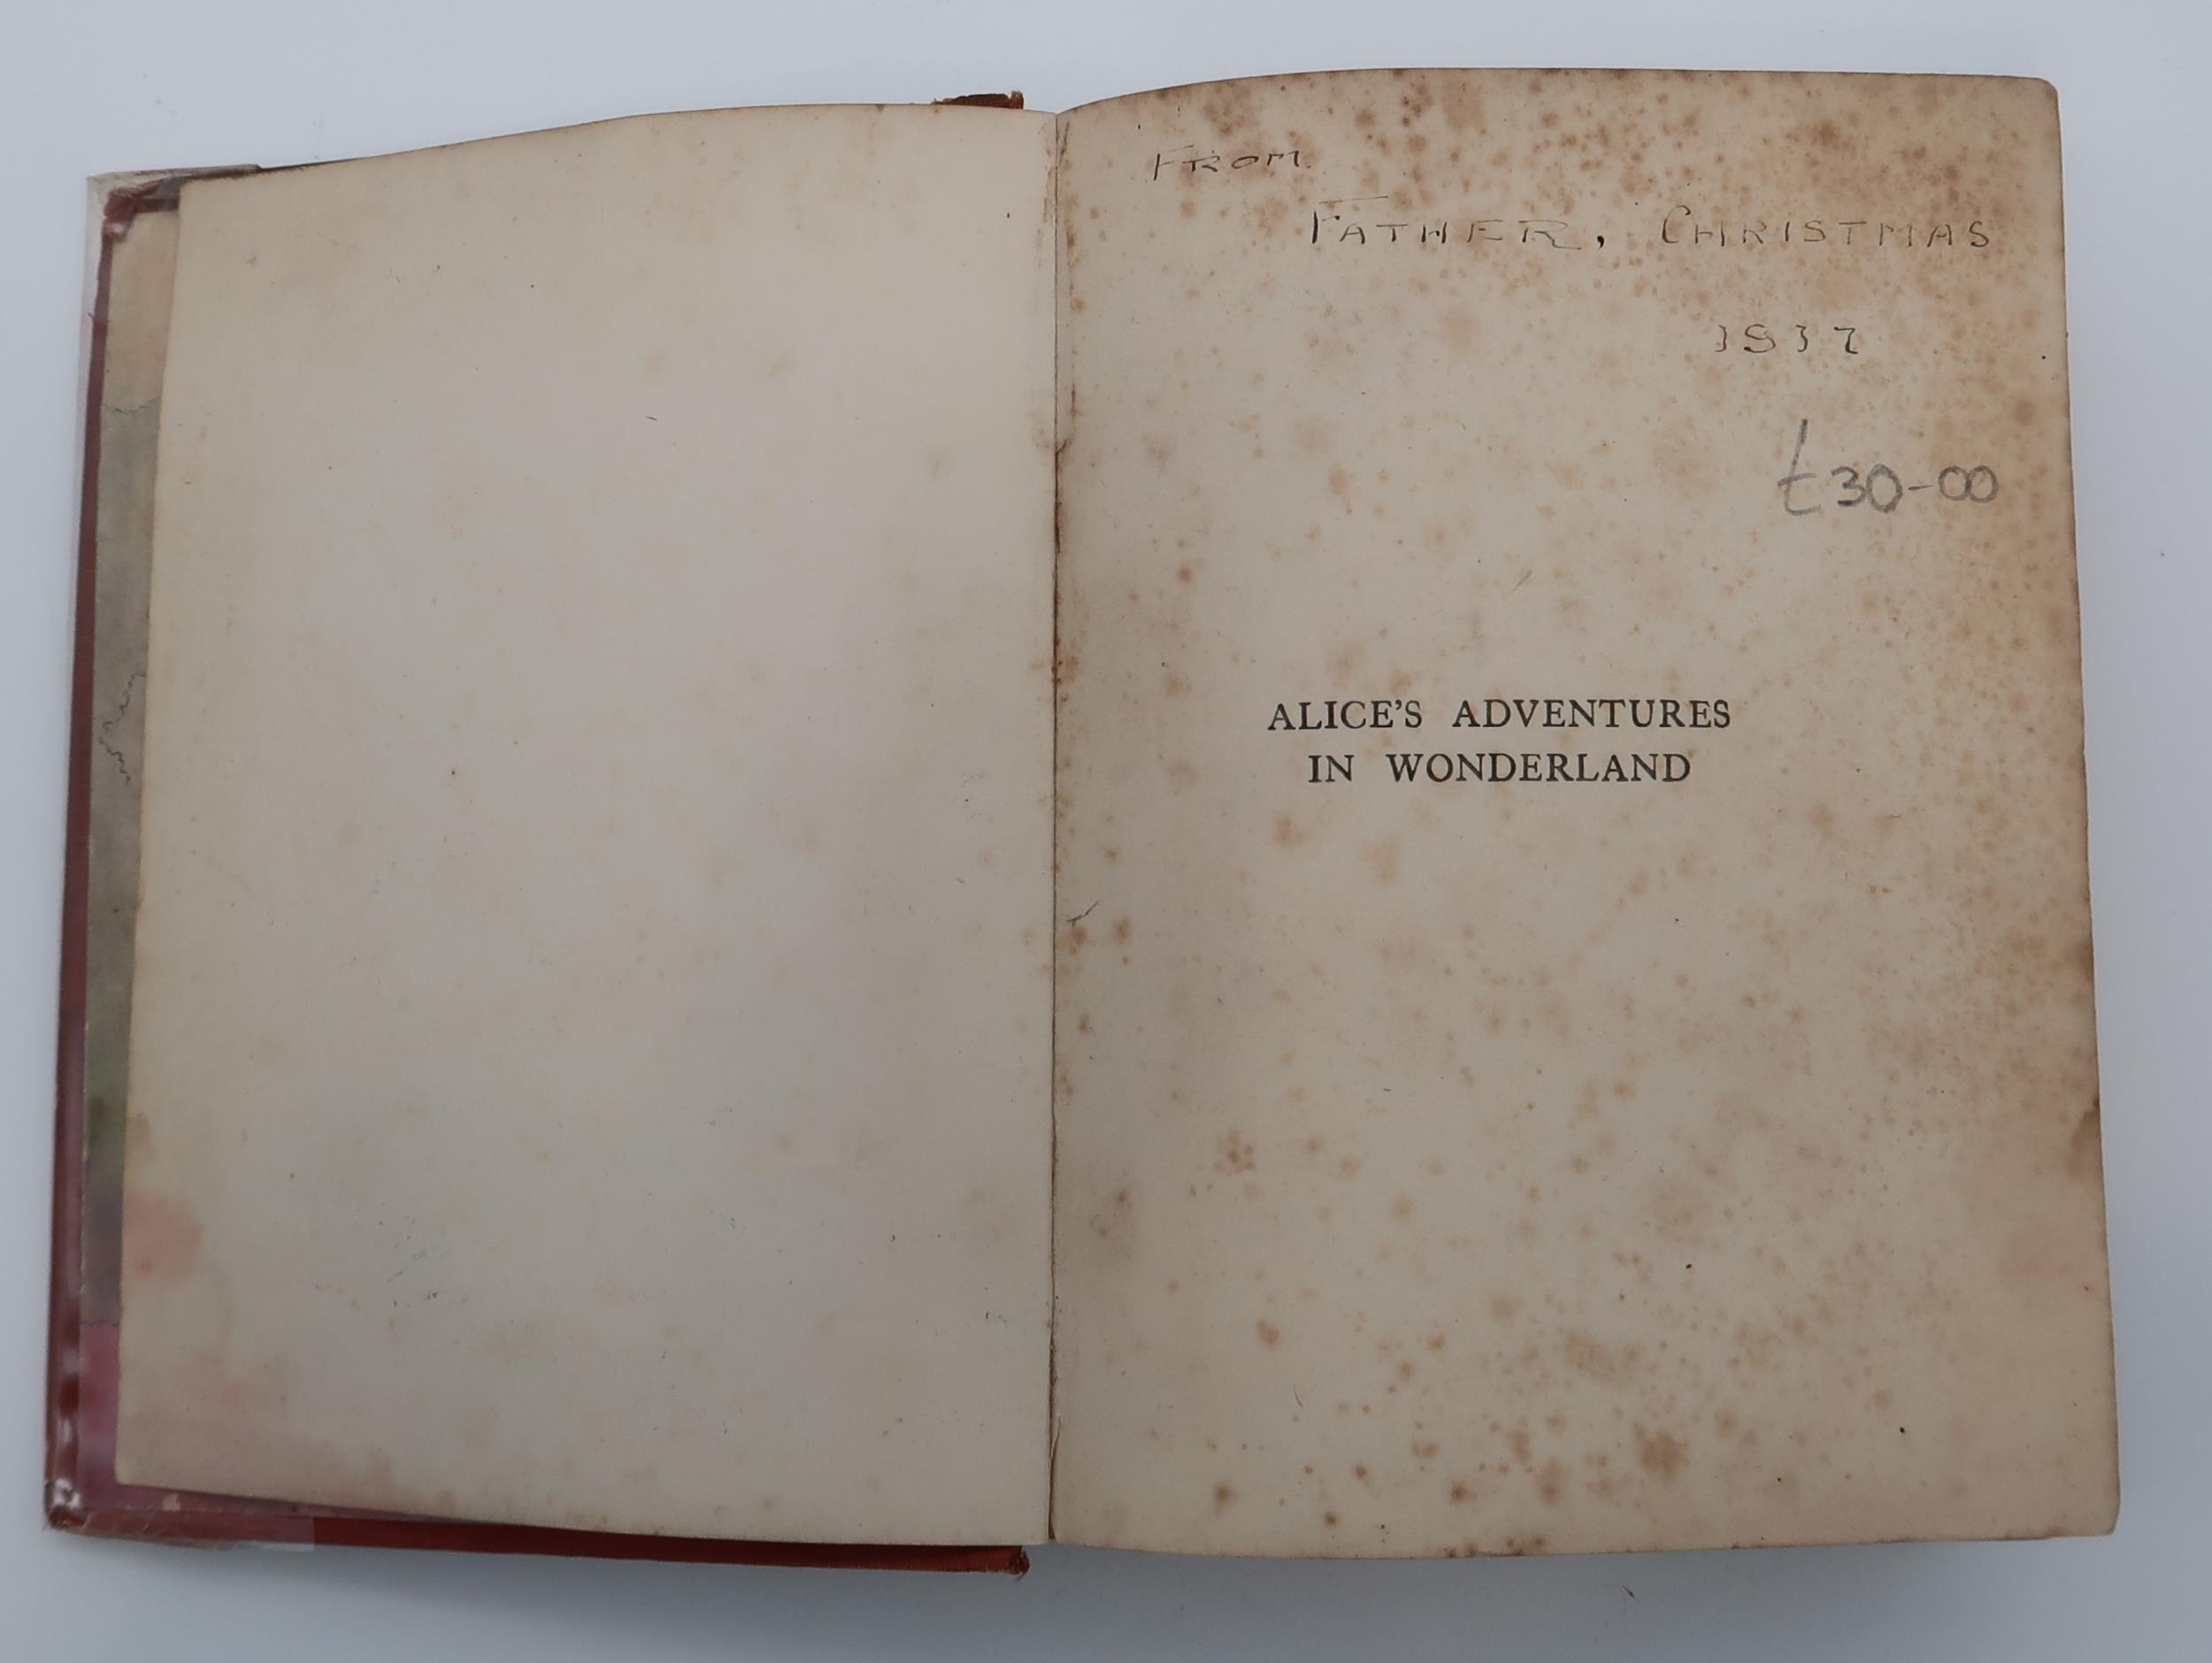 FROM
FATHER, CHRISTMAS
1937
£30-00
ALICE'S ADVENTURES
IN WONDERLAND